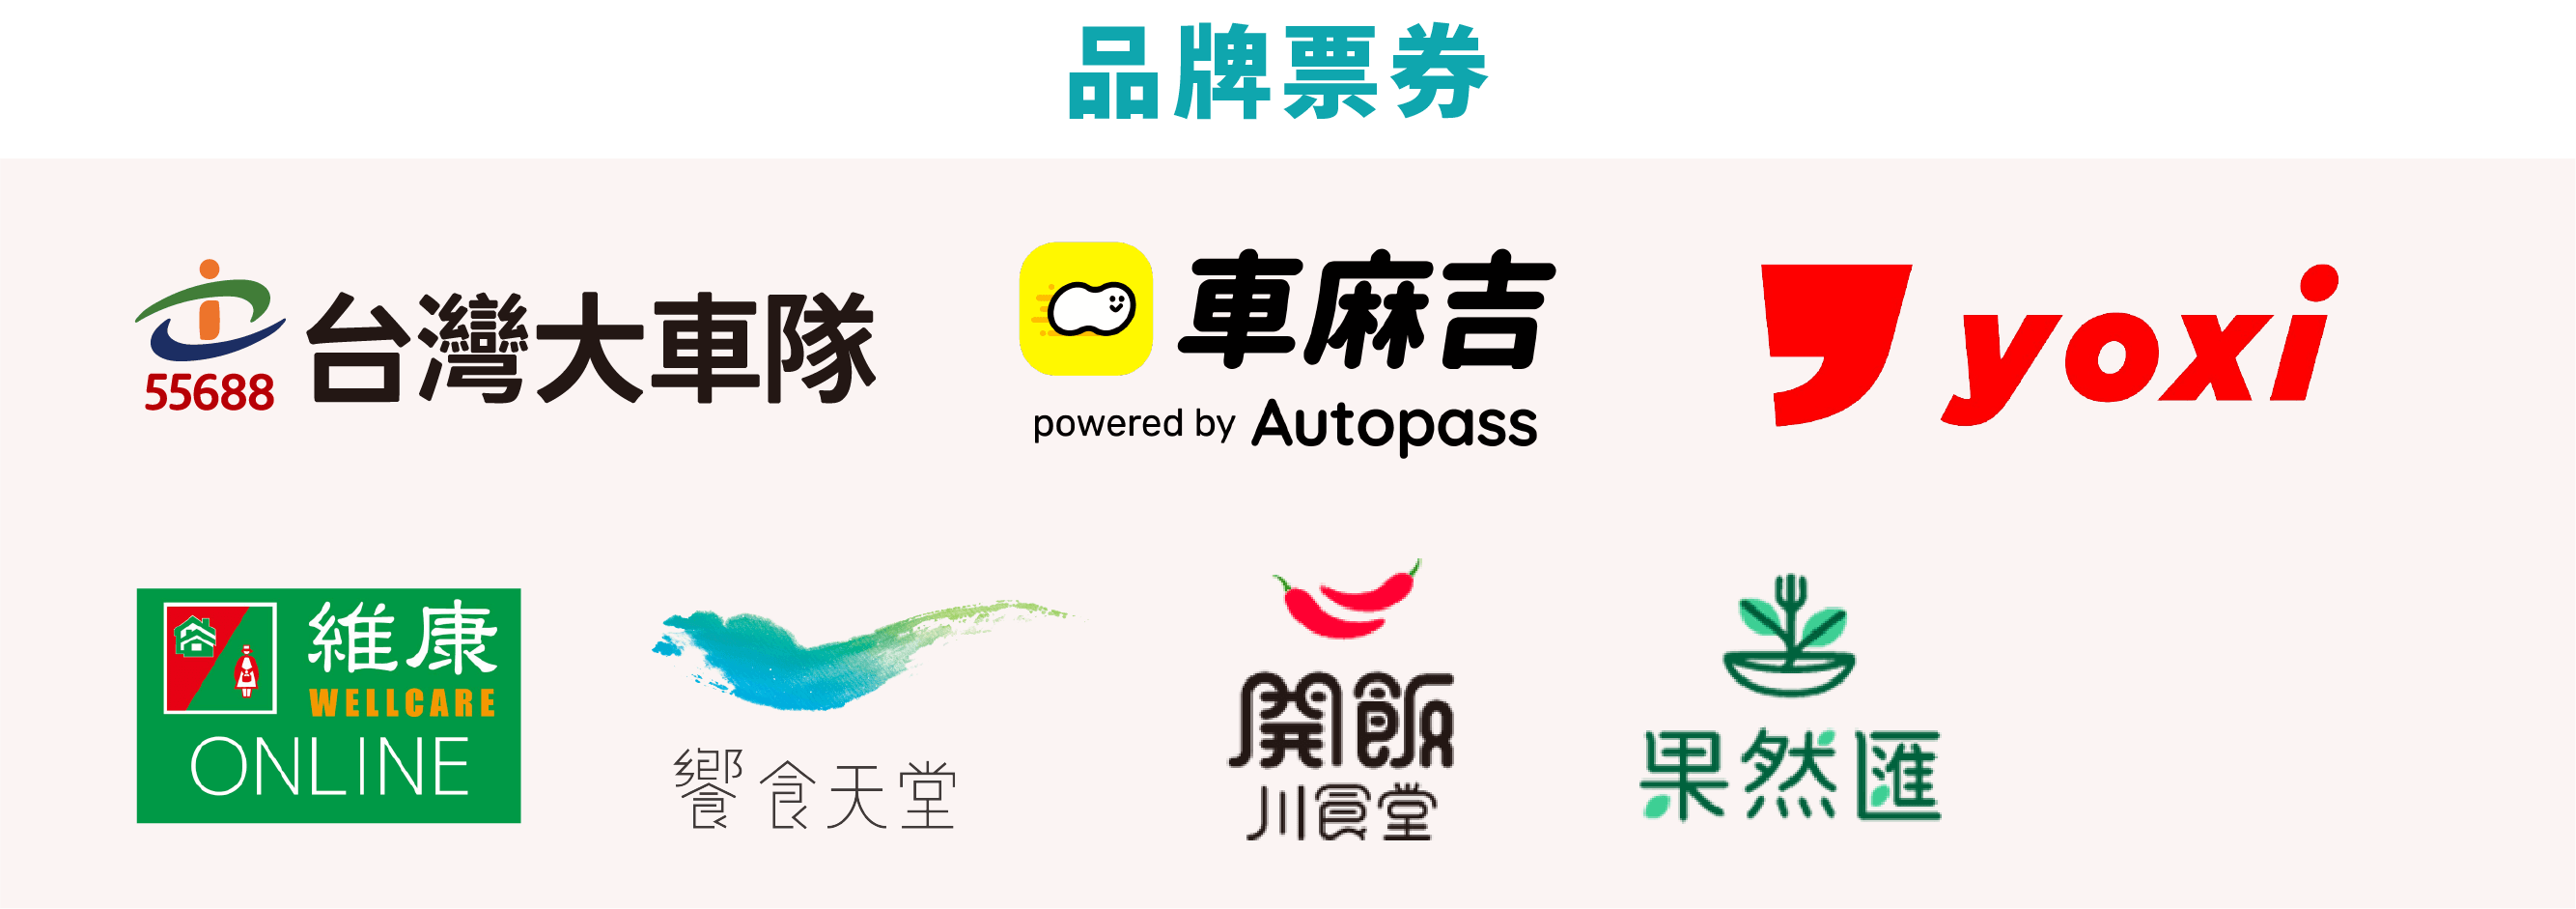 品牌票券
55688
台灣大車隊
車麻吉
powered by Autopass
yoxi
維康
WELLCARE
ONLINE
饗食天堂
開飯
川食堂
果然匯